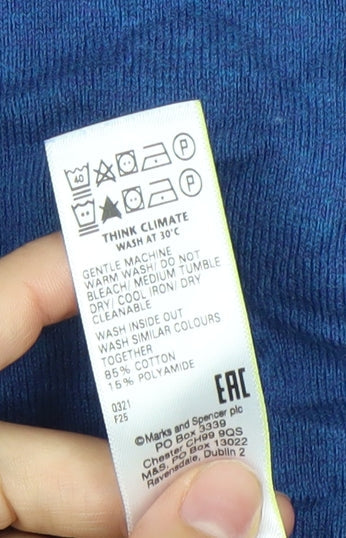 40 P
P
THINK CLIMATE
WASH AT 30°C
GENTLE MACHINE
WARM WASH/ DO NOT
BLEACH/ MEDIUM TUMBLE
DRY/ COOL IRON/ DRY
CLEANABLE
WASH INSIDE OUT
WASH SIMILAR COLOURS
TOGETHER
85% COTTON
15% POLYAMIDE
0321
F25
EAC
©Marks and Spencer plc
PO Box 3339
Chester CH99 9QS
M&S, PO Box 13022
Ravensdale, Dublin 2